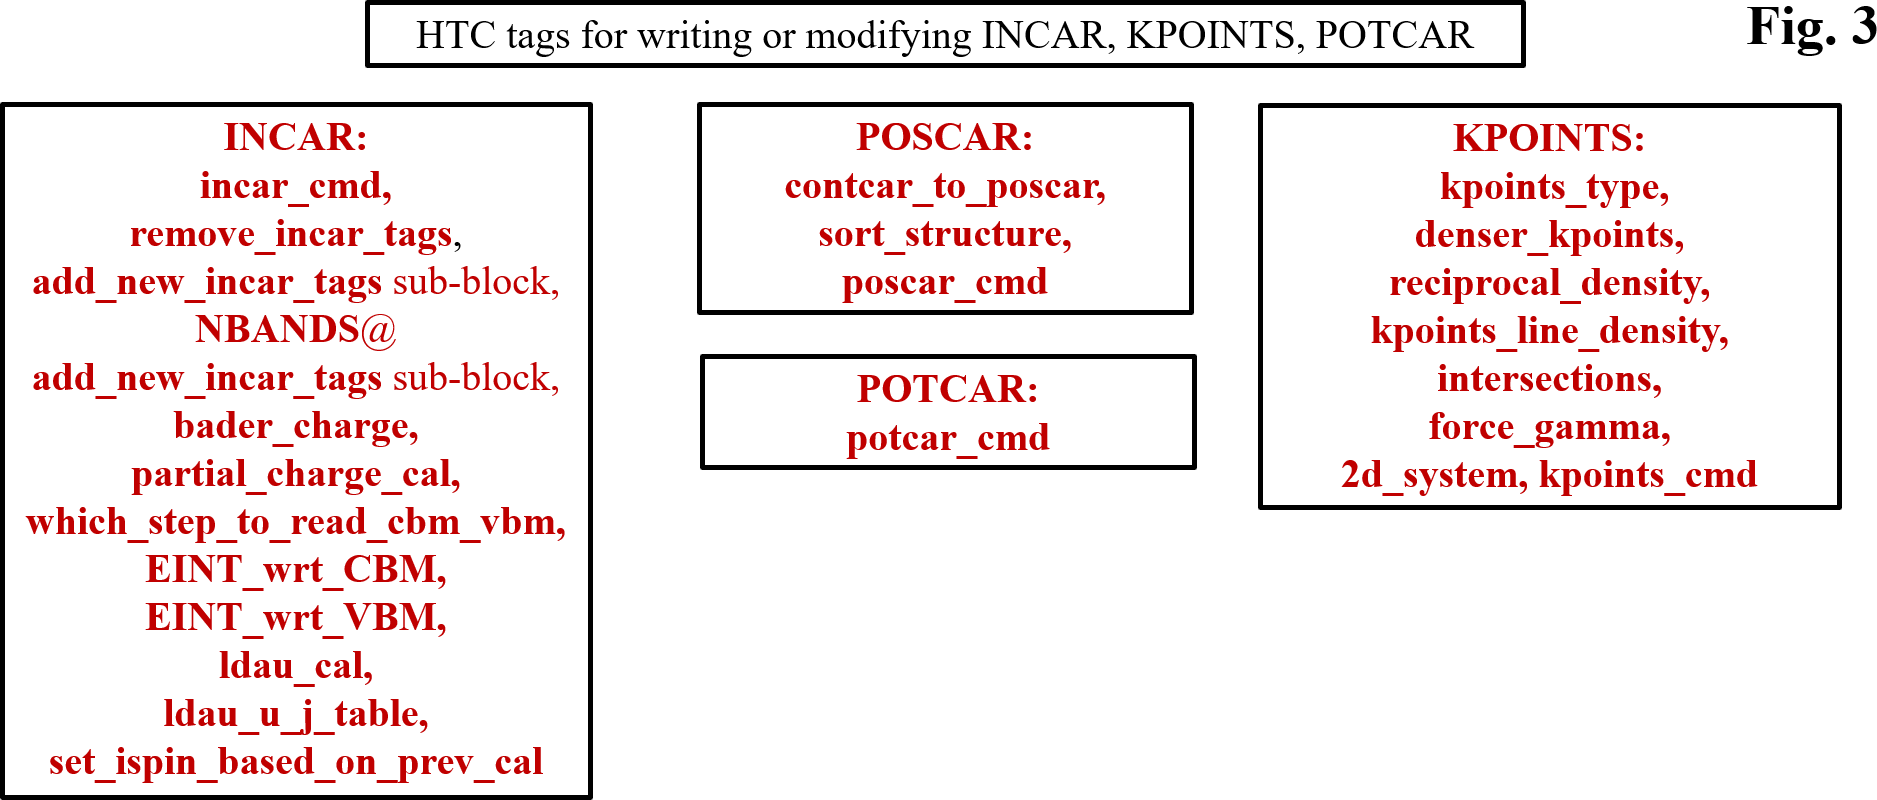 HTC tags for writing or modifying INCAR, KPOINTS, POTCAR
Fig. 3
INCAR:
incar_cmd,
remove_incar_tags,
add_new_incar_tags sub-block,
NBANDS@
add_new_incar_tags sub-block,
bader_charge,
partial_charge_cal,
which_step_to_read_cbm_vbm,
EINT_wrt_CBM,
EINT_wrt_VBM,
ldau_cal,
ldau_u_j_table,
set_ispin_based_on_prev_cal
POSCAR:
contcar_to_poscar,
sort_structure,
poscar_cmd
POTCAR:
potcar_cmd
KPOINTS:
kpoints_type,
denser_kpoints,
reciprocal_density,
kpoints_line_density,
intersections,
force_gamma,
2d_system, kpoints_cmd